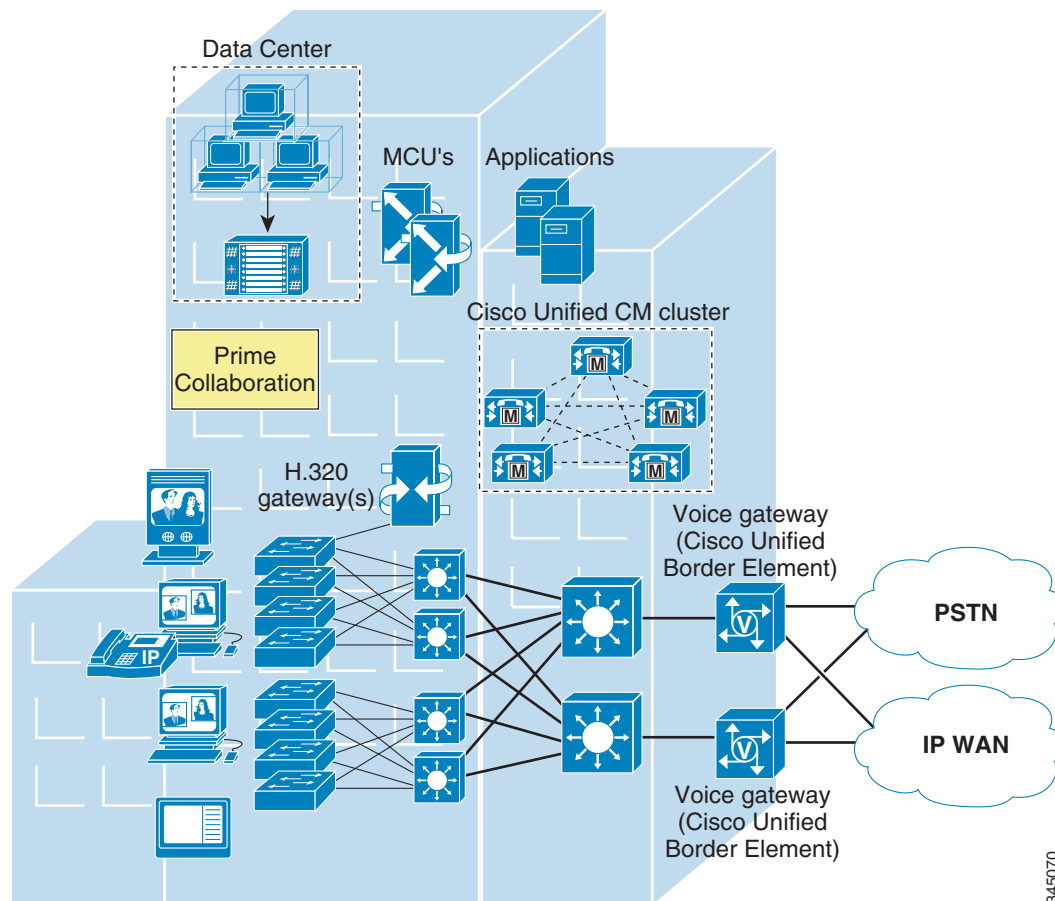 Data Center
MCU's
Applications
Cisco Unified CM cluster
M
M
M
M
M
Prime
Collaboration
H.320
gateway(s)
IP
Voice gateway
(Cisco Unified
Border Element)
V
PSTN
V
IP WAN
Voice gateway
(Cisco Unified
Border Element)
345070